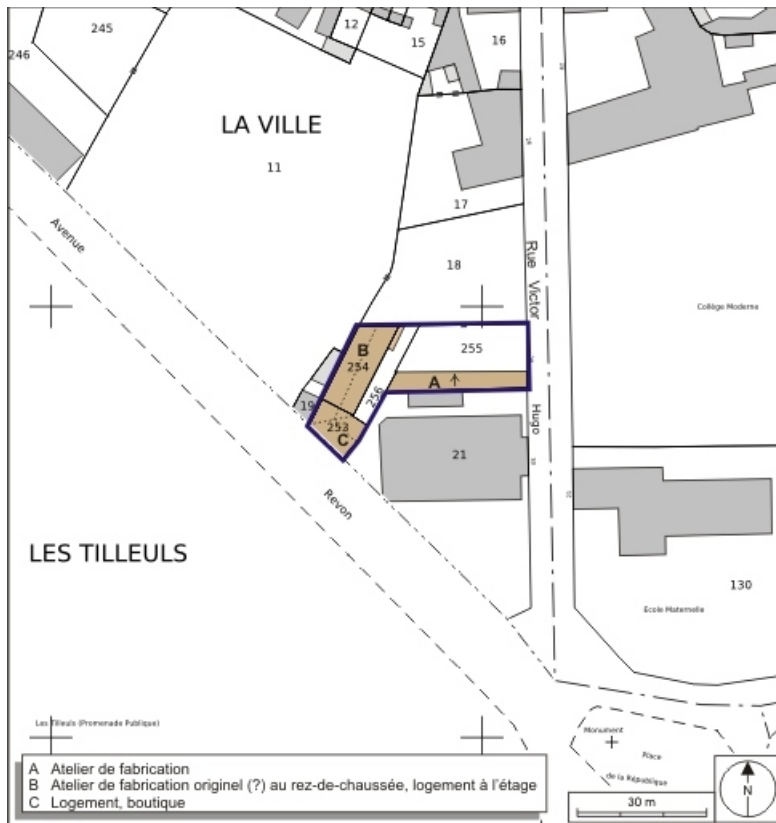 245
12
15
16
246
LA VILLE
11
17
Avenue
18
Rue Victor
Hugo
Collège Moderne
B
254
255
A
256
19
253
C
21
Revon
LES TILLEULS
130
Ecole Maternelle
Les Tilleuls (Promenade Publique)
Monument
Place
de la République
A Atelier de fabrication
B Atelier de fabrication originel (?) au rez-de-chaussée, logement à l'étage
C Logement, boutique
30 m
N